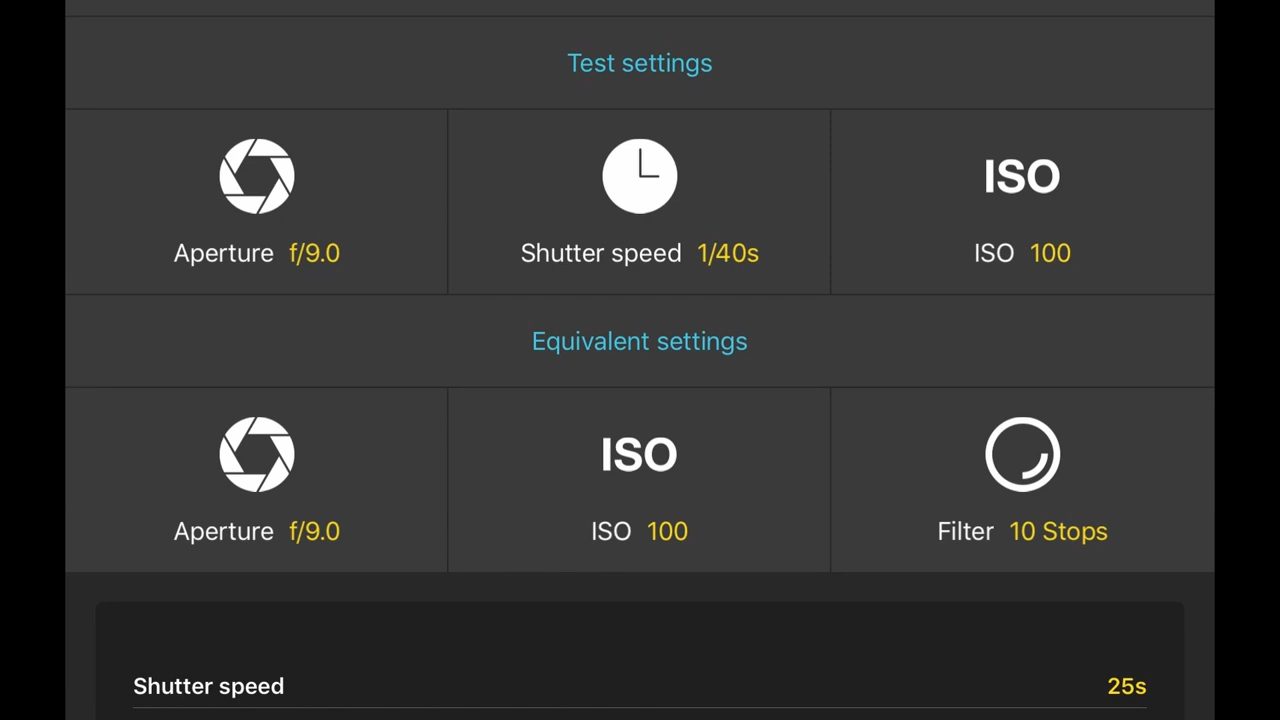 Test settings
ISO
Aperture f/9.0
Shutter speed 1/40s
ISO 100
Equivalent settings
ISO
Aperture f/9.0
ISO 100
Filter 10 Stops
Shutter speed 25s